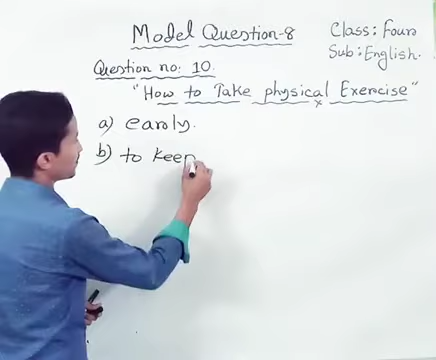 Model Question-8
Class: Four
Sub: English.
Question no: 10.
"How to Take physical Exercise"
a) early.
b) to keep